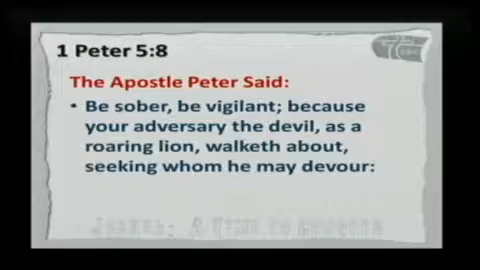 1 Peter 5:8
The Apostle Peter Said:
• Be sober, be vigilant; because
your adversary the devil, as a
roaring lion, walketh about,
seeking whom he may devour: